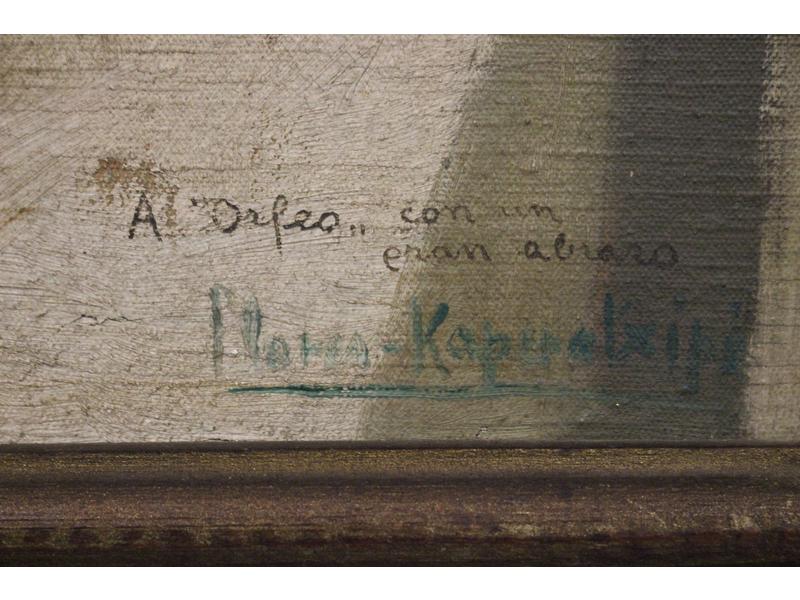 Al "Orfeo„ con un
gran abrazo
Flores-Kaperotxipi